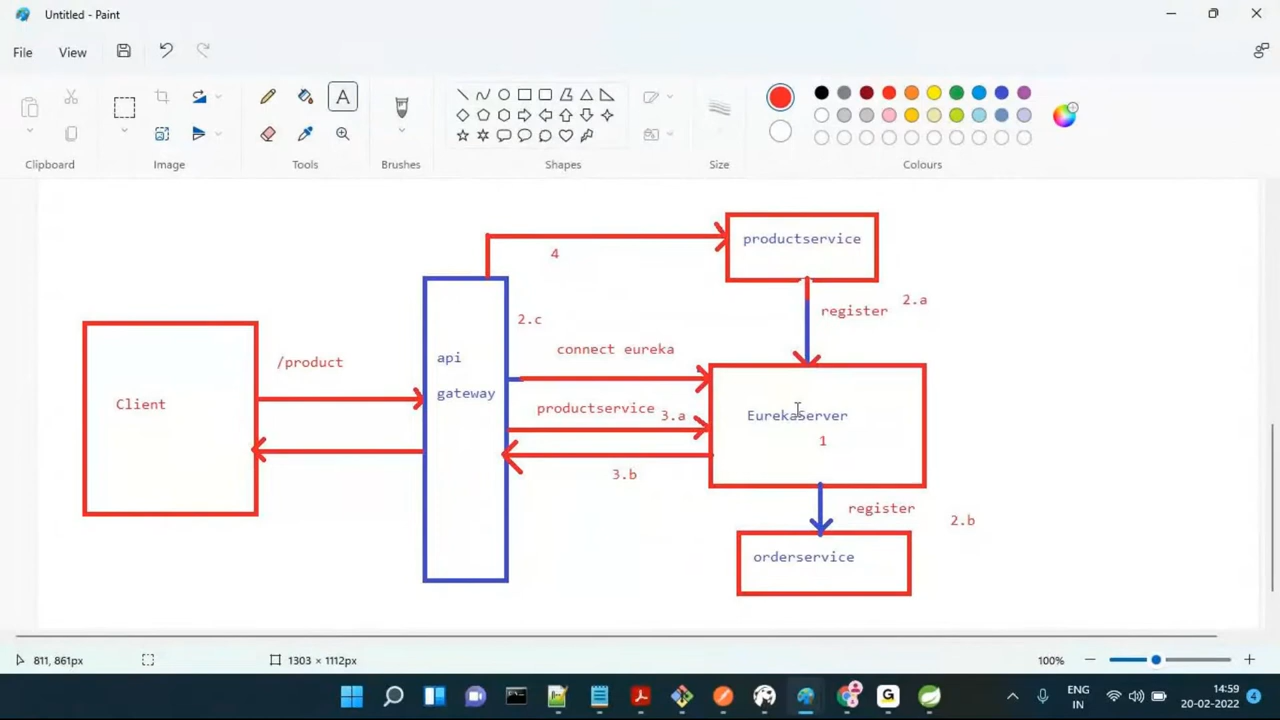 Untitled - Paint
File
View
Clipboard
Image
Tools
Brushes
Shapes
Size
Colours
productservice
4
2.a
register
2.c
connect eureka
/product
api
gateway
Client
productservice
3.a
EurekaServer
1
3.b
register
2.b
orderservice
811, 861px
1303 × 1112px
100%
ENG
IN
14:59
20-02-2022
4